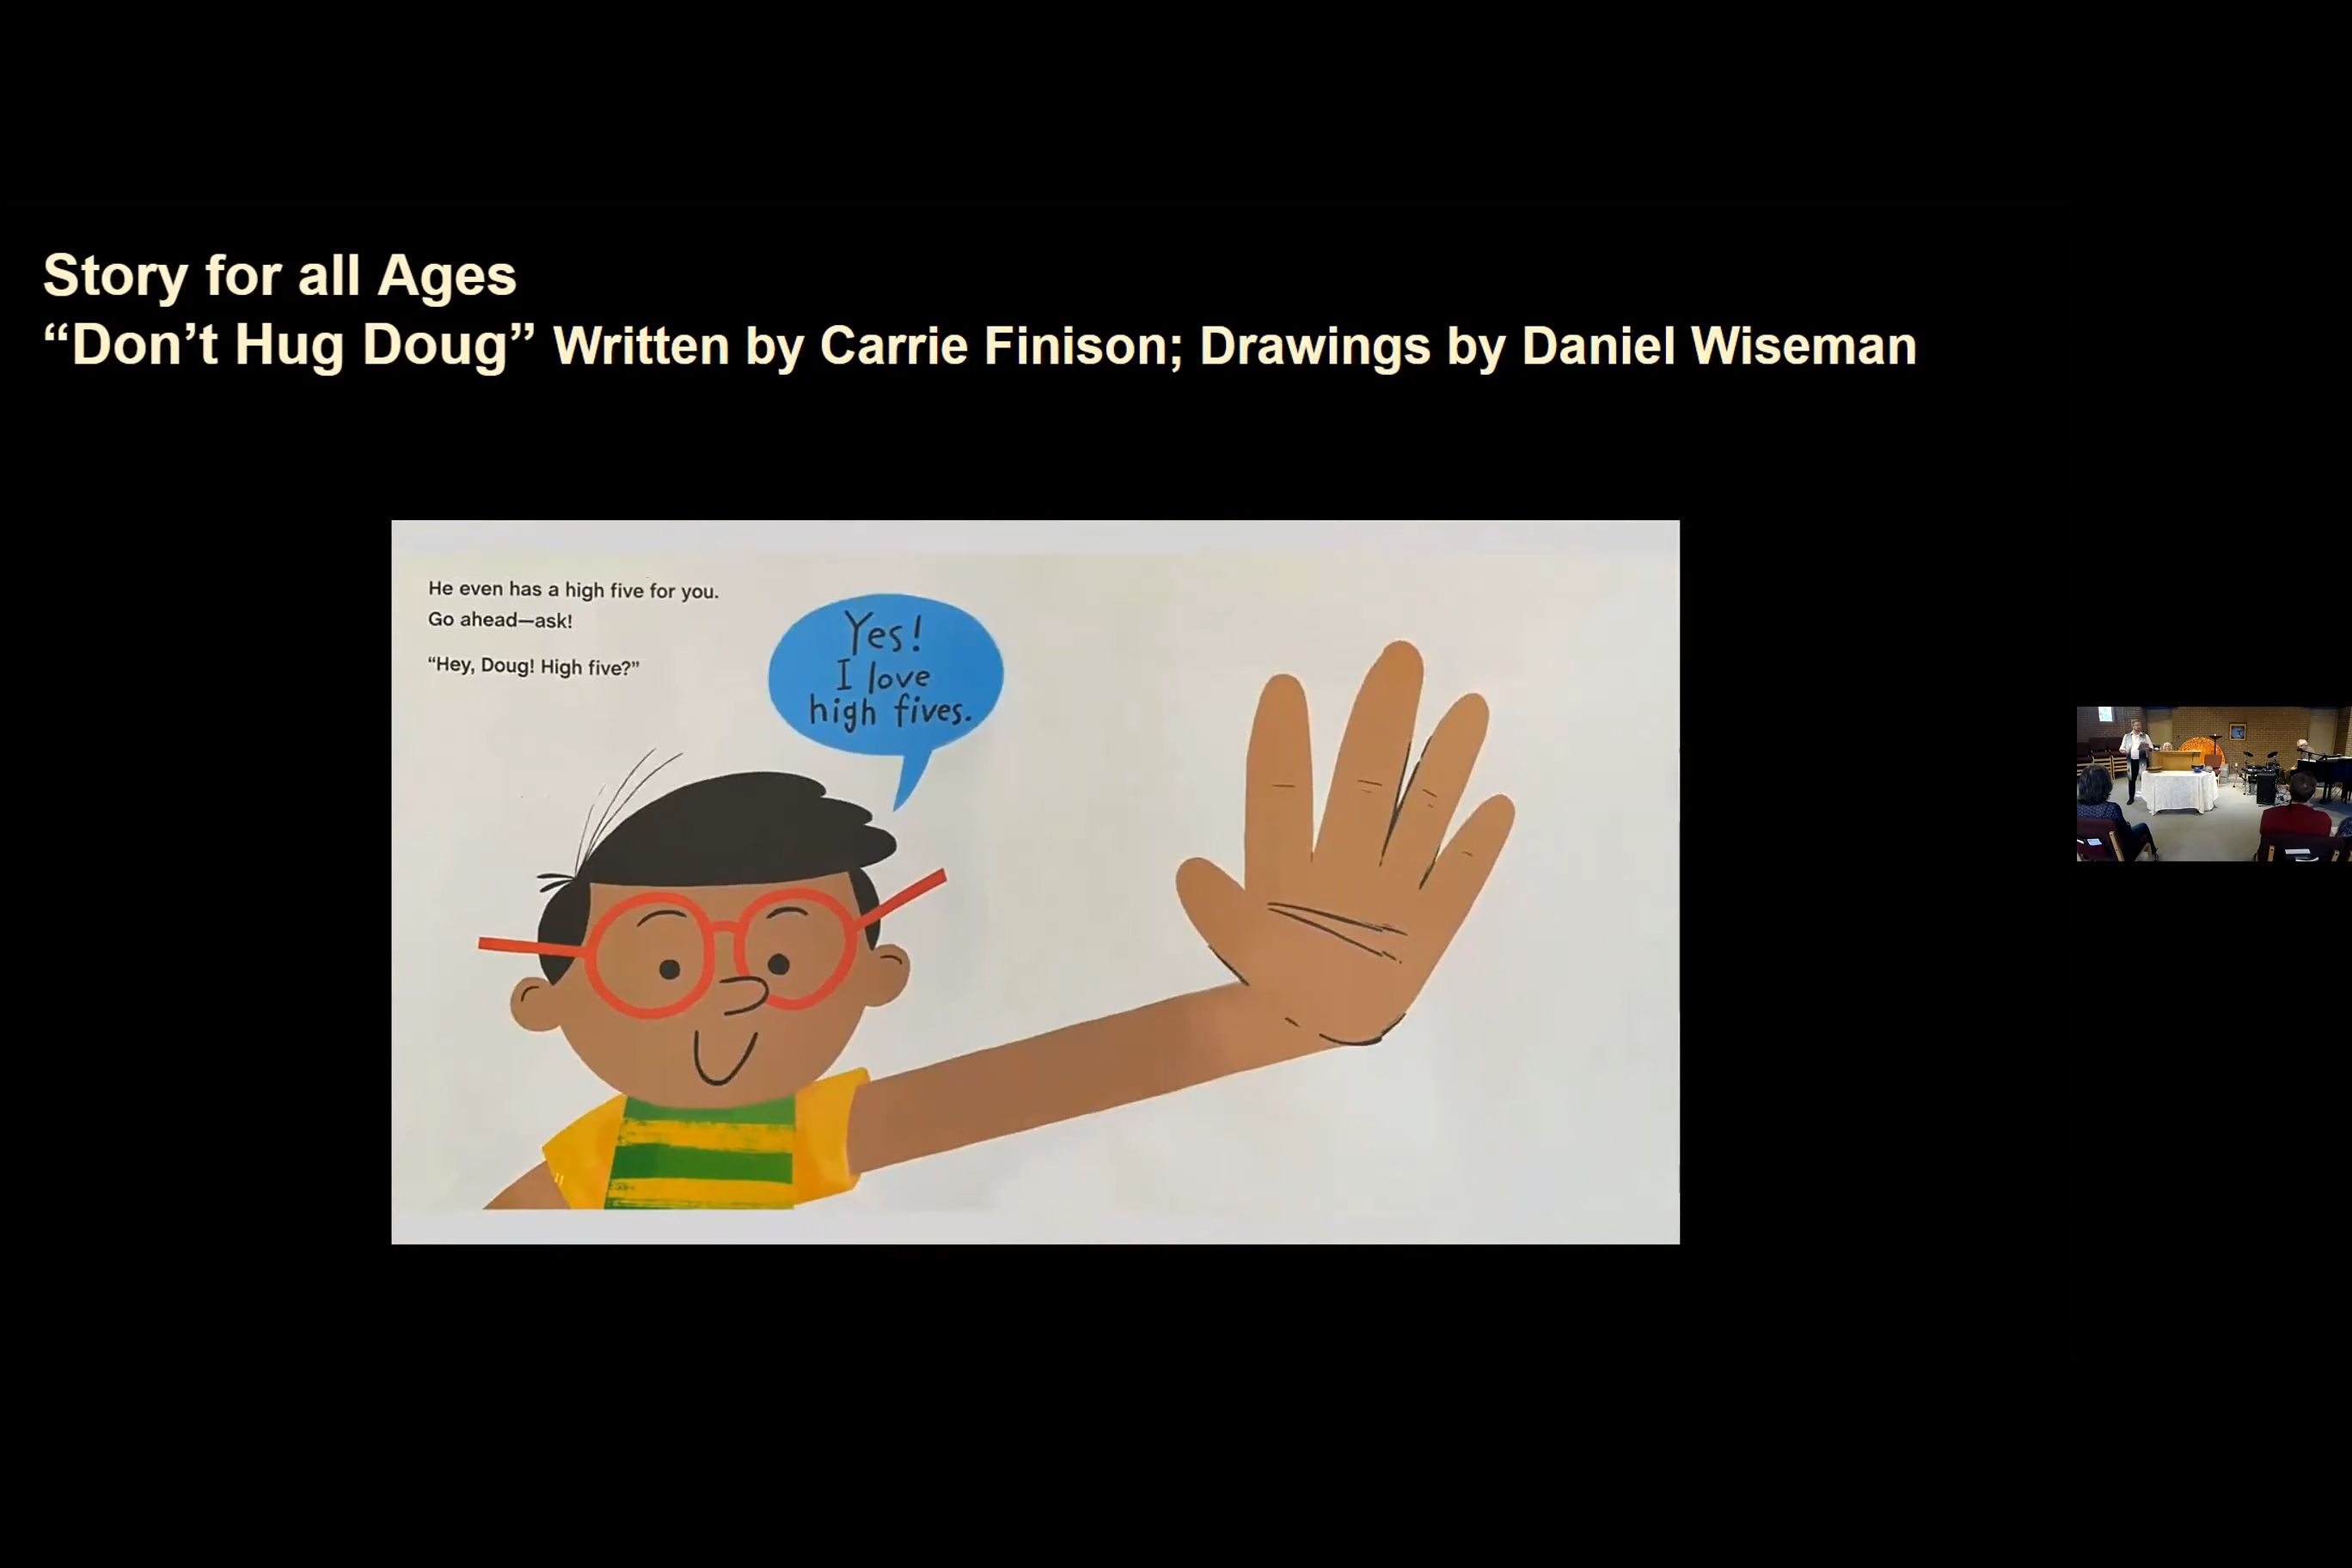 Story for all Ages
“Don’t Hug Doug” Written by Carrie Finison; Drawings by Daniel Wiseman
He even has a high five for you.
Go ahead—ask!
“Hey, Doug! High five?”
Yes!
I love
high fives.